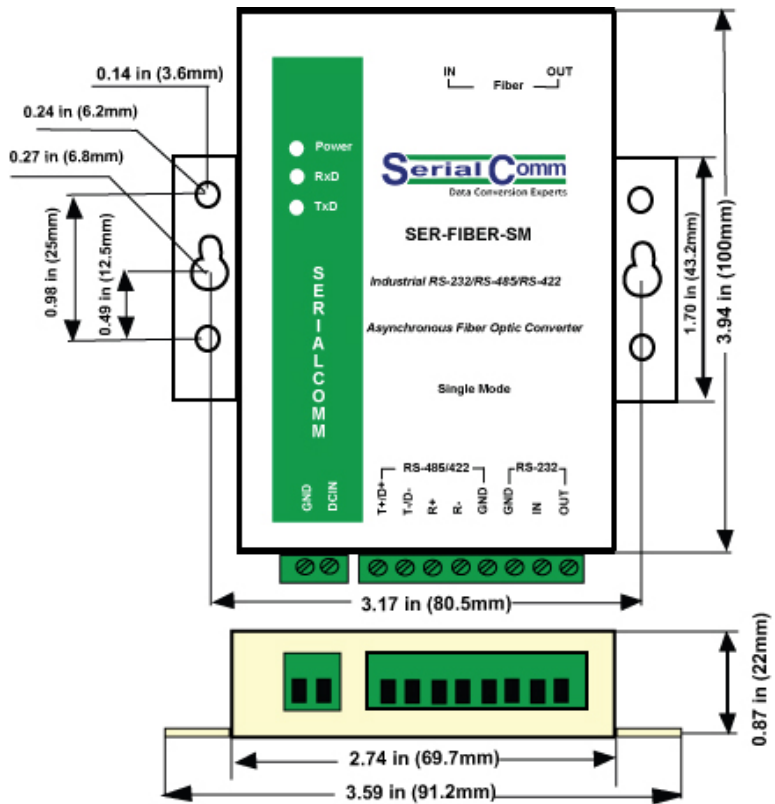 0.14 in (3.6mm)
0.24 in (6.2mm)
0.27 in (6.8mm)
0.98 in (25mm)
0.49 in (12.5mm)
IN OUT
Fiber
Power
RxD
TxD
SerialComm
Data Conversion Experts
SER-FIBER-SM
Industrial RS-232/RS-485/RS-422
Asynchronous Fiber Optic Converter
Single Mode
SERIALCOMM
1.70 in (43.2mm)
3.94 in (100mm)
RS-485/422 RS-232
GND DCIN T+/D+ T-/D- R+ R- GND GND IN OUT
3.17 in (80.5mm)
0.87 in (22mm)
2.74 in (69.7mm)
3.59 in (91.2mm)